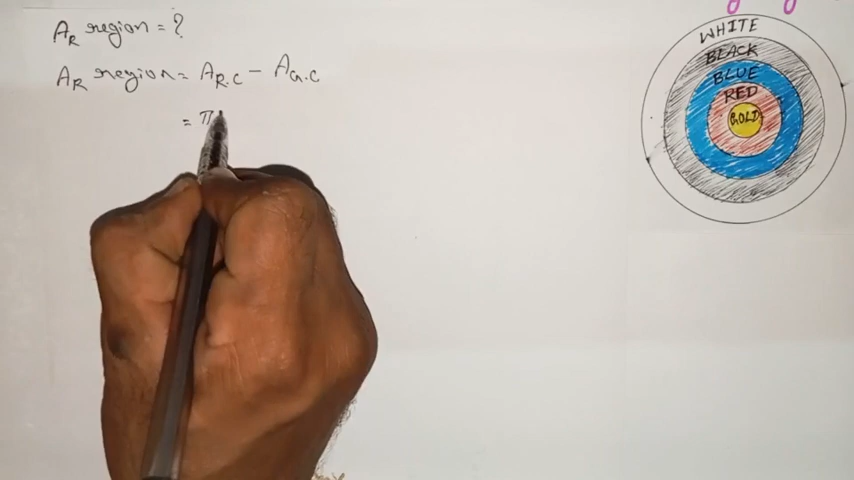 A_R region = ?
A_R region = A_R.C - A_G.C
= π
WHITE
BLACK
BLUE
RED
GOLD